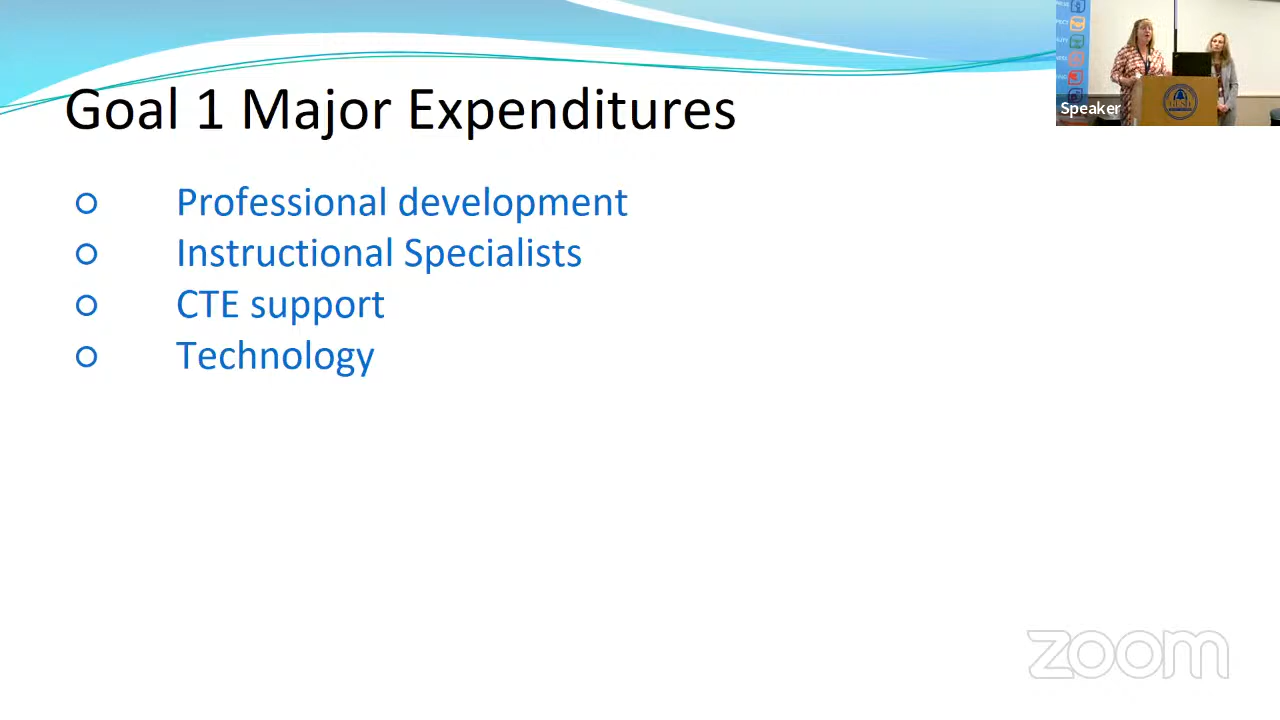 Goal 1 Major Expenditures
Speaker
Professional development
Instructional Specialists
CTE support
Technology
zoom